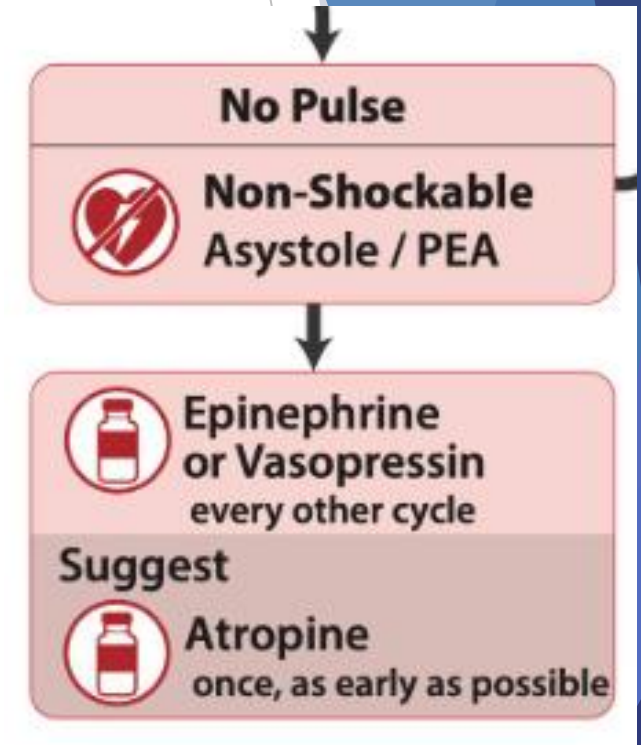 No Pulse
Non-Shockable
Asystole / PEA
Epinephrine
or Vasopressin
every other cycle
Suggest
Atropine
once, as early as possible